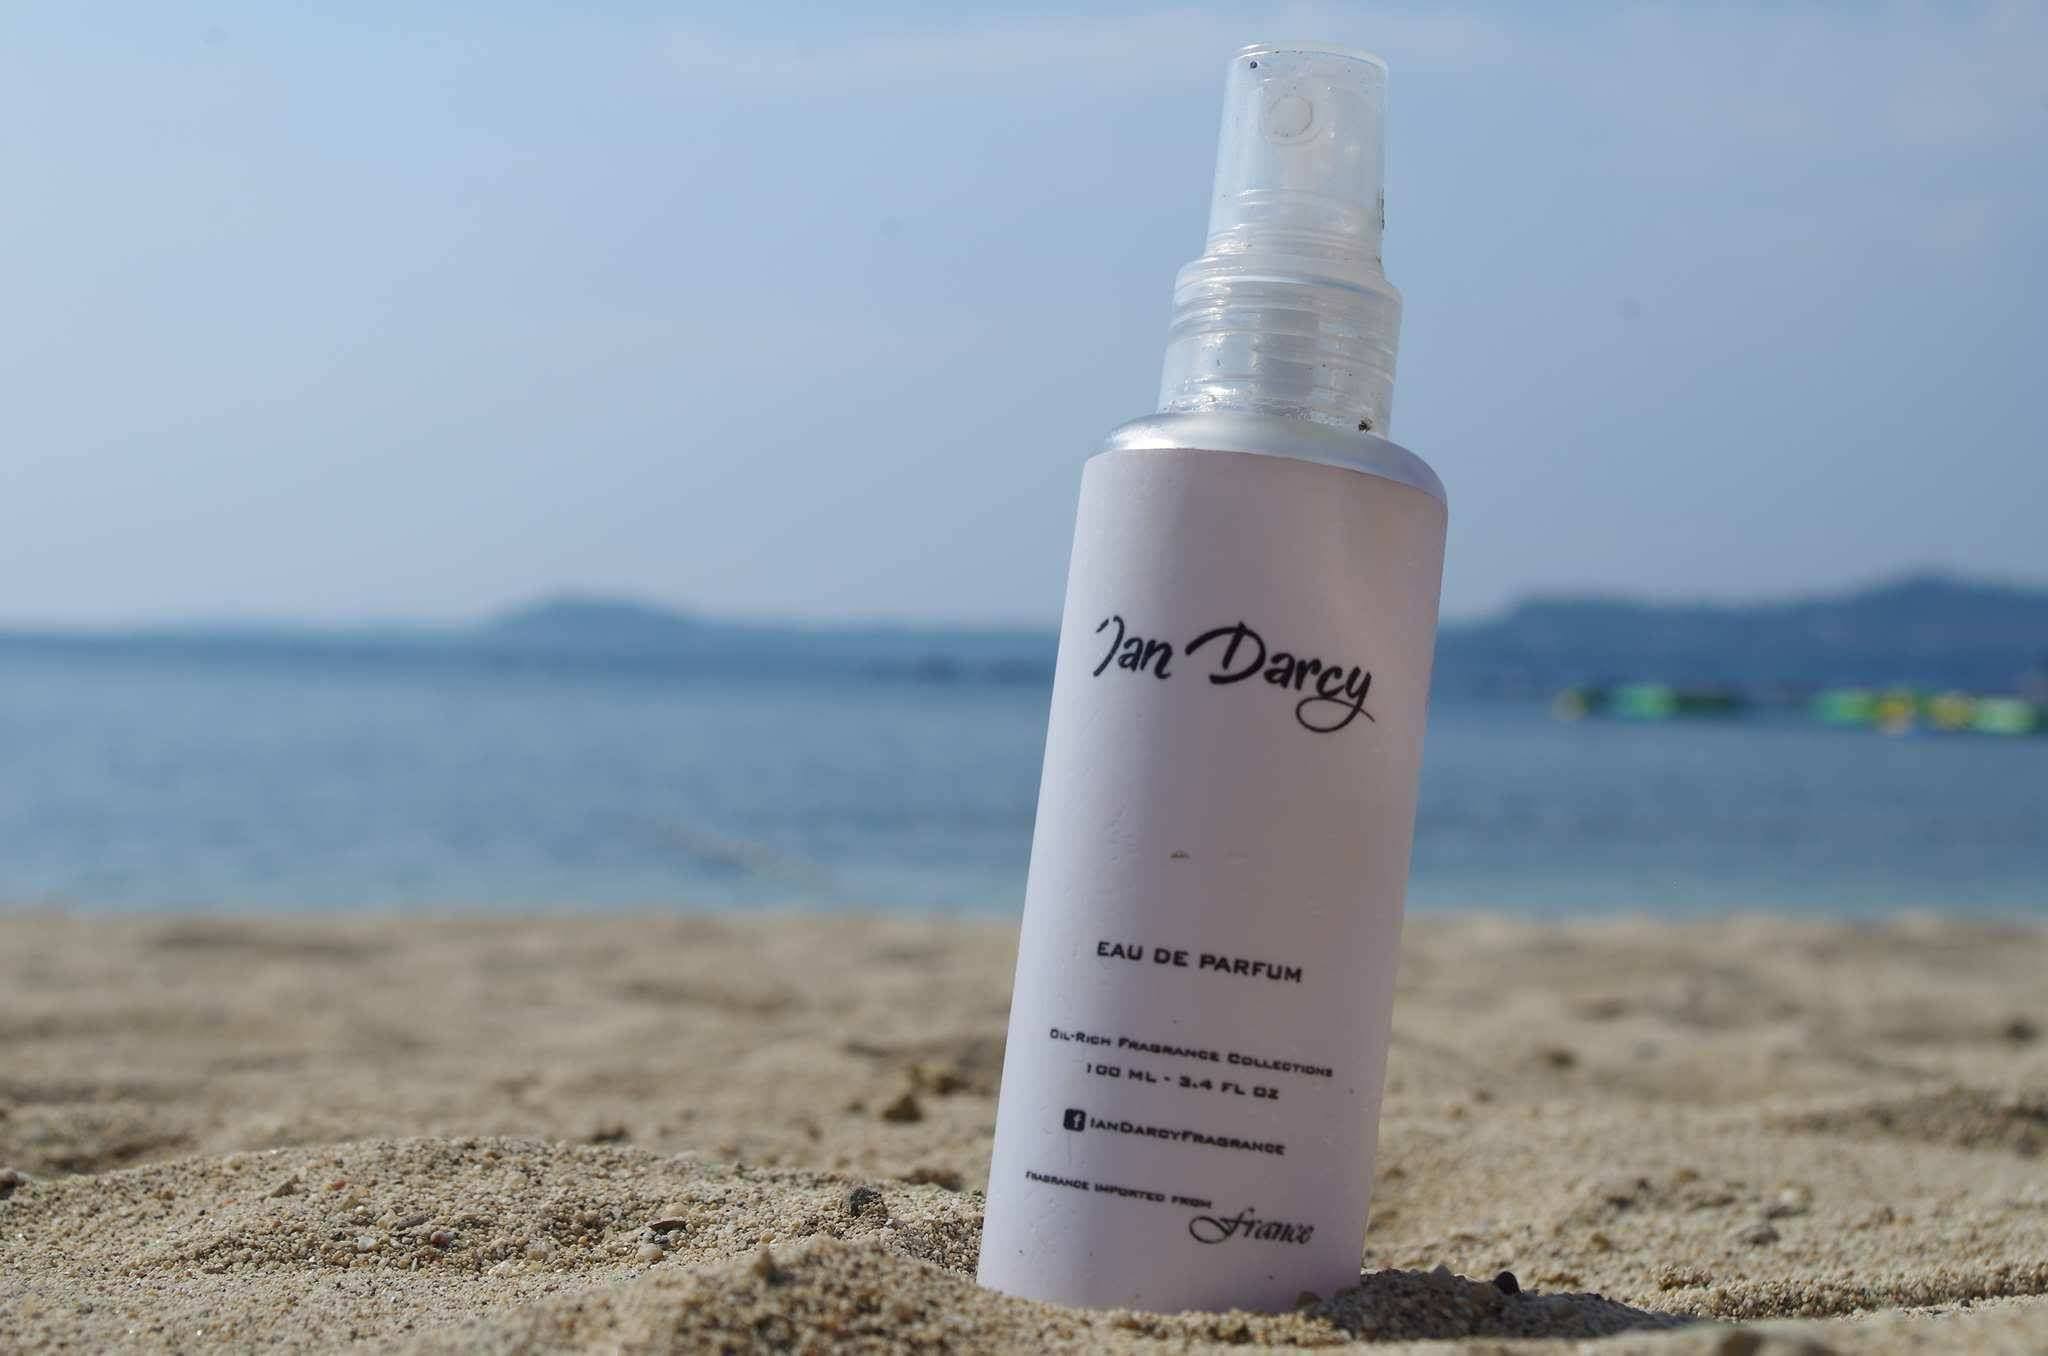 Ian Darcy
EAU DE PARFUM
OIL-RICH FRAGRANCE COLLECTIONS
100 ML - 3.4 FL OZ
IANDARCYFRAGRANCE
FRAGRANCE IMPORTED FROM
France